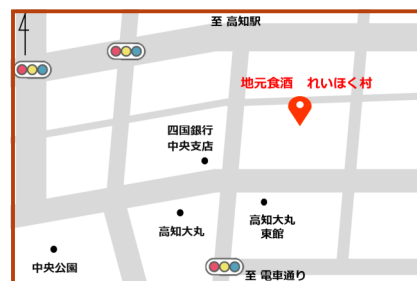 至 高知駅
地元食酒　れいほく村
四国銀行
中央支店
高知大丸
高知大丸
東館
中央公園
至 電車通り